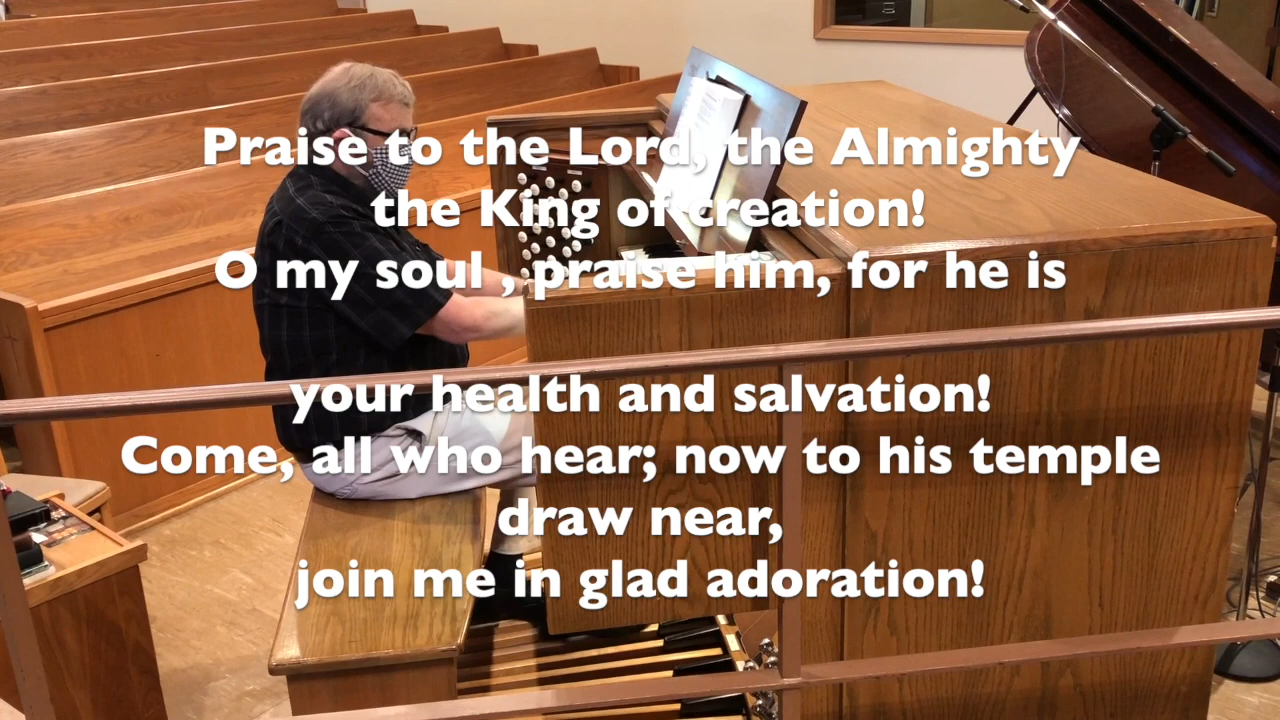 Praise to the Lord, the Almighty
the King of creation!
O my soul , praise him, for he is
your health and salvation!
Come, all who hear; now to his temple
draw near,
join me in glad adoration!